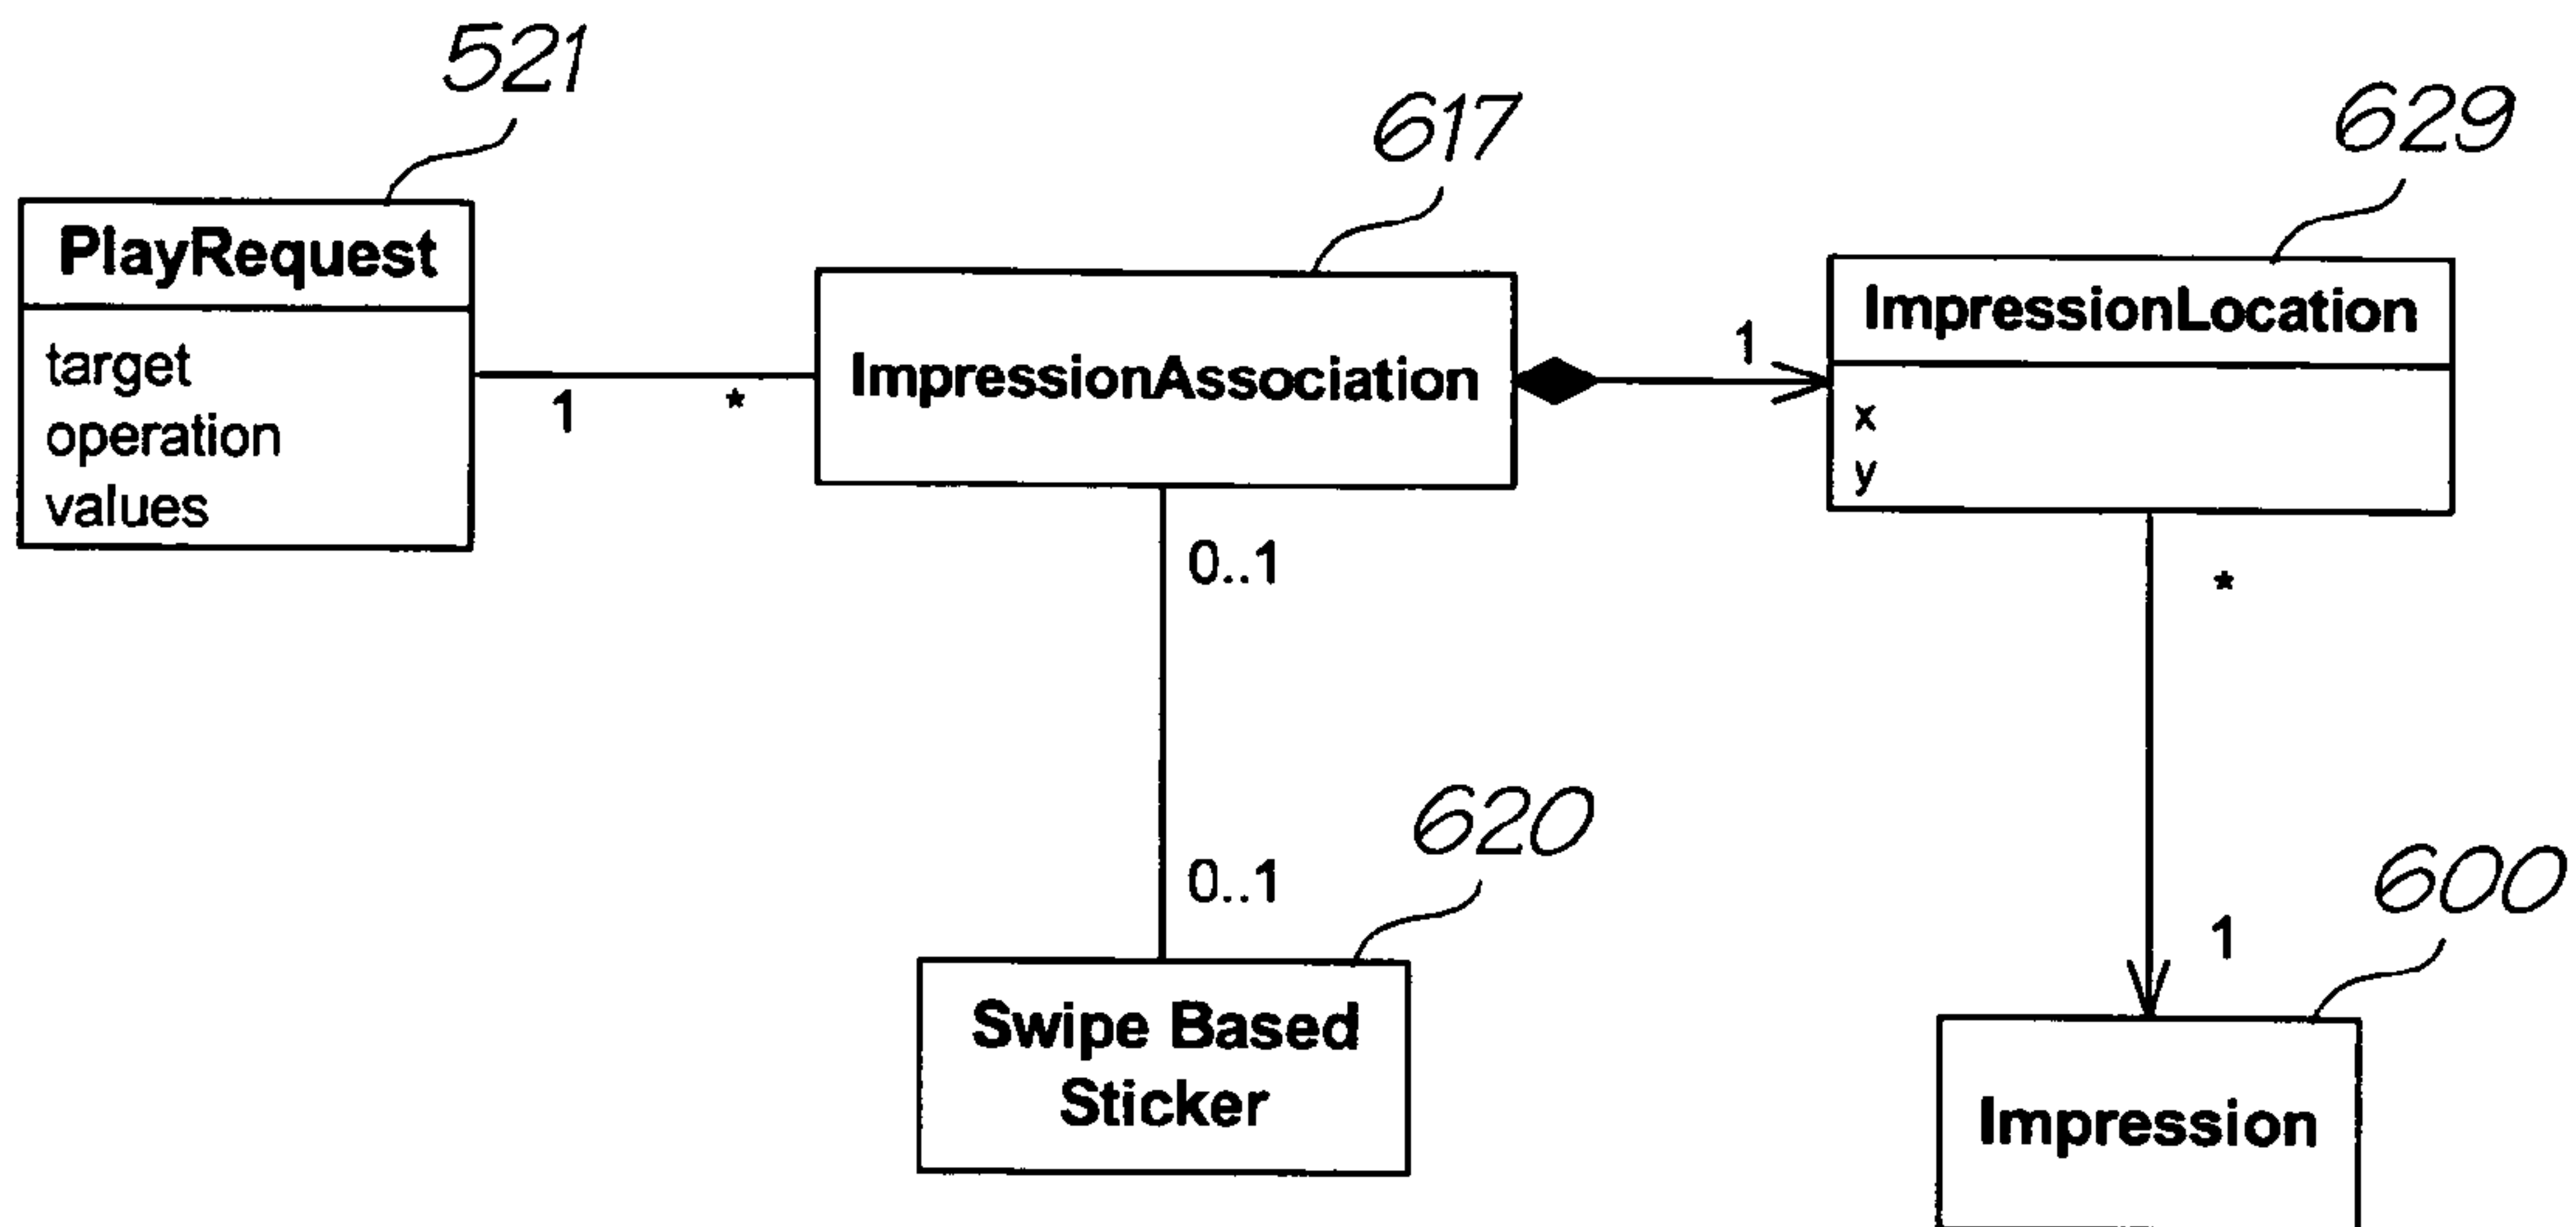 521
617
629
PlayRequest
target
operation
values
1
*
ImpressionAssociation
1
ImpressionLocation
x
y
0..1
*
0..1
620
1
600
Swipe Based
Sticker
Impression